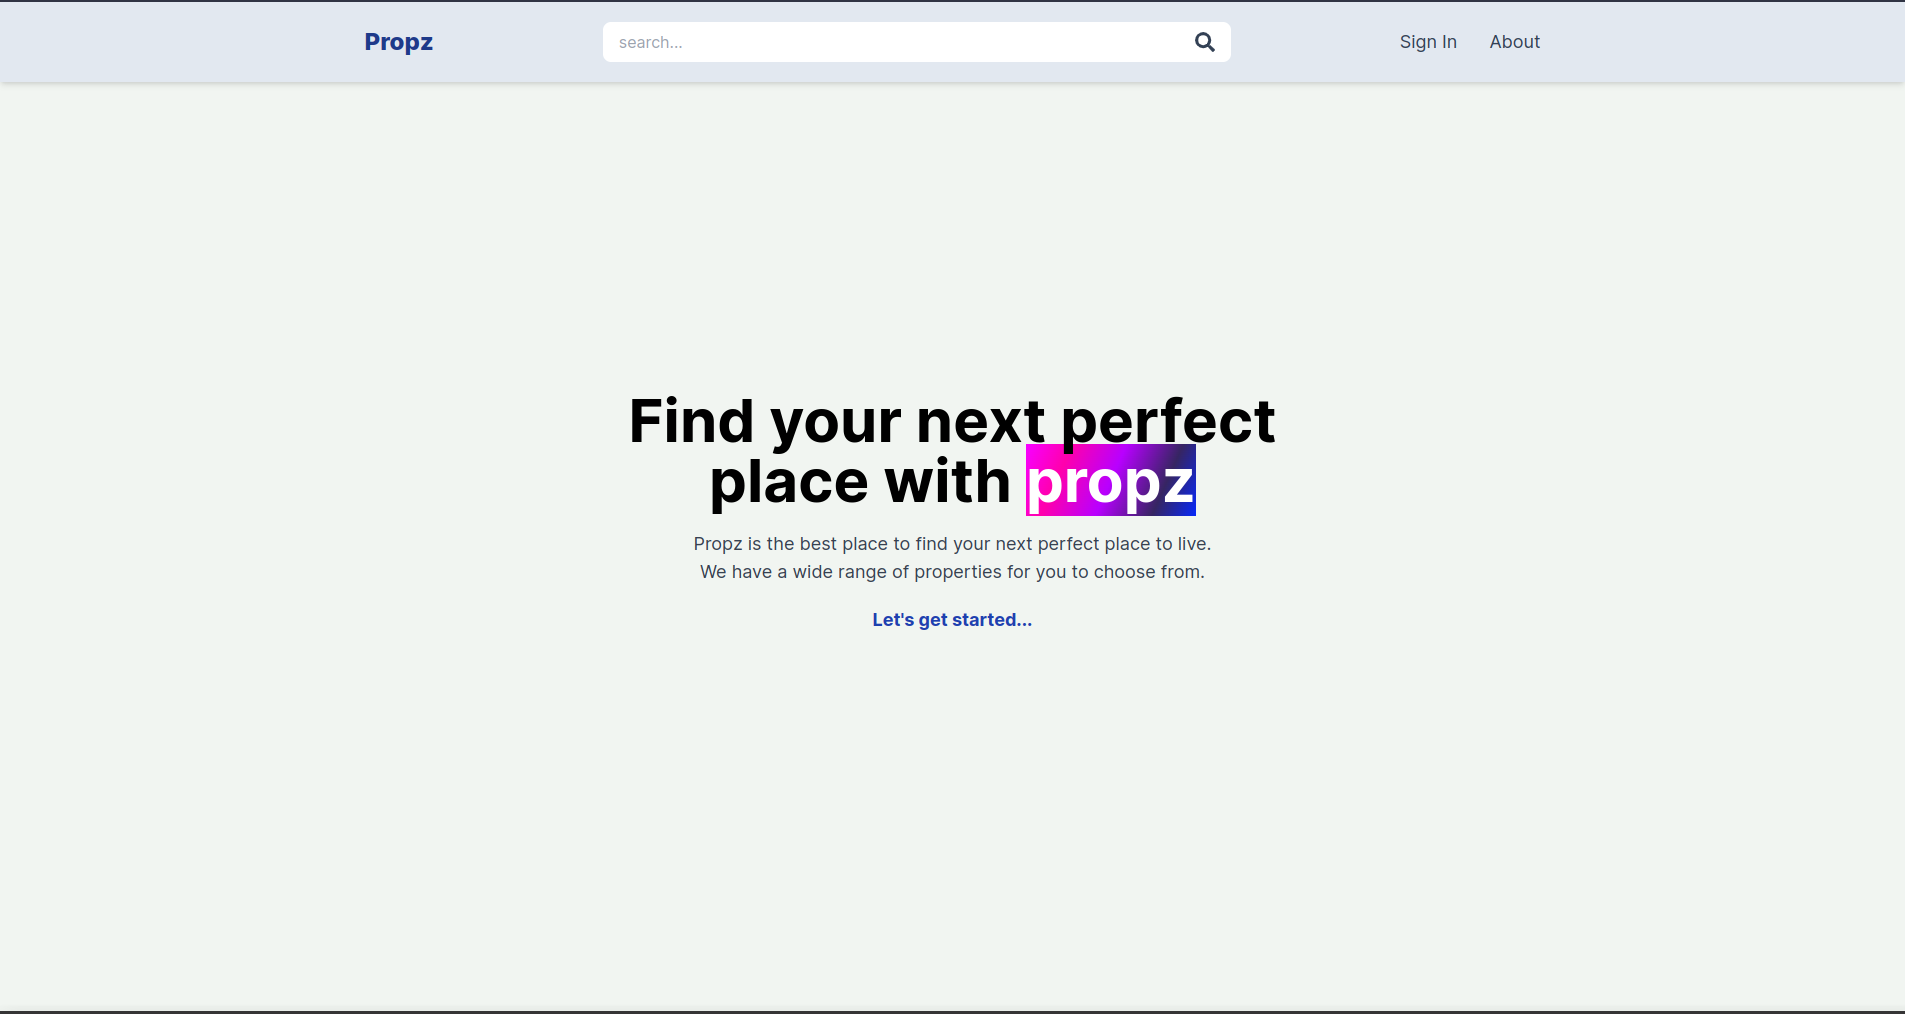 Propz
search...
Sign In
About
Find your next perfect
place with propz
Propz is the best place to find your next perfect place to live.
We have a wide range of properties for you to choose from.
Let's get started...